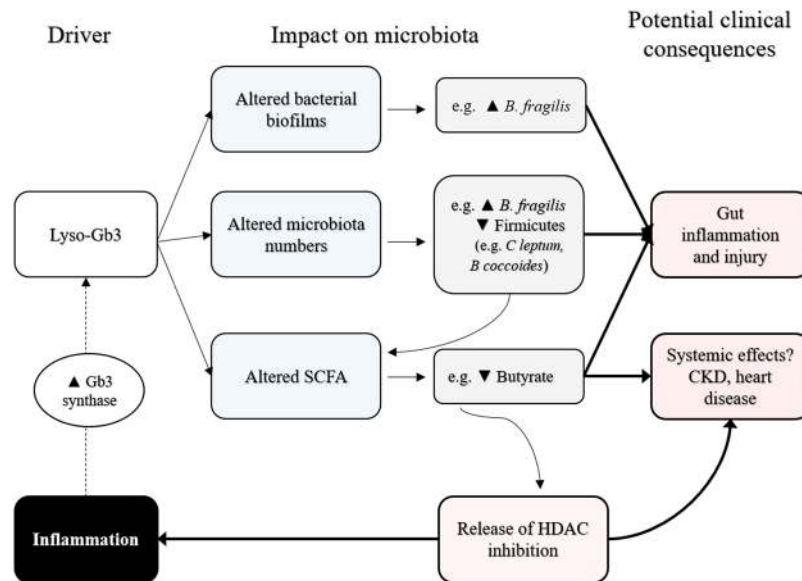 Driver
Impact on microbiota
Potential clinical
consequences
Altered bacterial
biofilms
e.g. ▲ B. fragilis
Lyso-Gb3
Altered microbiota
numbers
e.g. ▲ B. fragilis
▼ Firmicutes
(e.g. C leptum,
B coccoides)
Gut
inflammation
and injury
Altered SCFA
e.g. ▼ Butyrate
Systemic effects?
CKD, heart
disease
▲ Gb3
synthase
Inflammation
Release of HDAC
inhibition